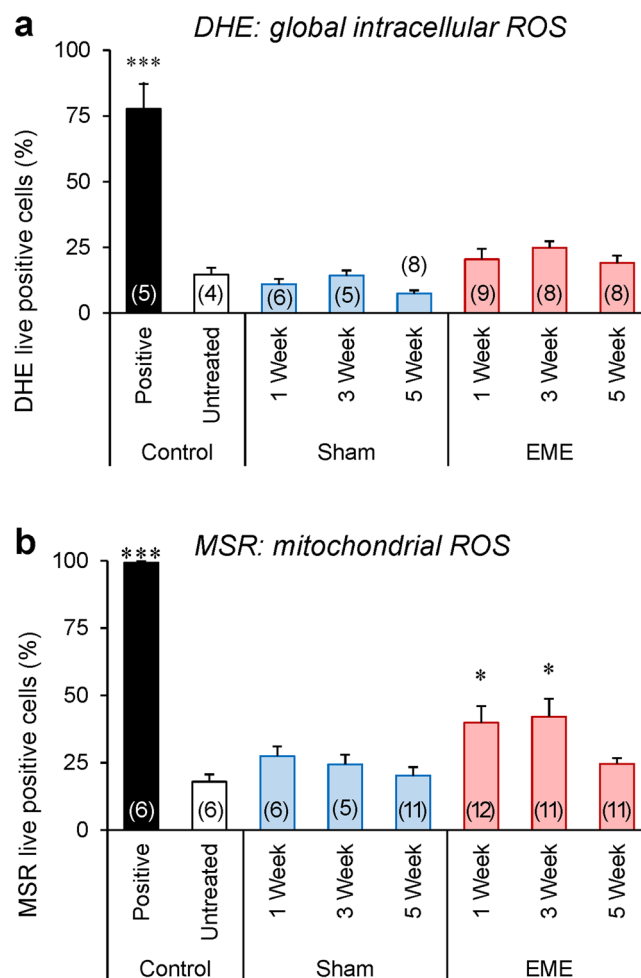 a
DHE: global intracellular ROS
DHE live positive cells (%)
100
75
50
25
0
***
(5)
(4)
(6)
(5)
(8)
(9)
(8)
(8)
Positive
Untreated
1 Week
3 Week
5 Week
1 Week
3 Week
5 Week
Control
Sham
EME
b
MSR: mitochondrial ROS
MSR live positive cells (%)
100
75
50
25
0
***
*
*
(6)
(6)
(6)
(5)
(11)
(12)
(11)
(11)
Positive
Untreated
1 Week
3 Week
5 Week
1 Week
3 Week
5 Week
Control
Sham
EME